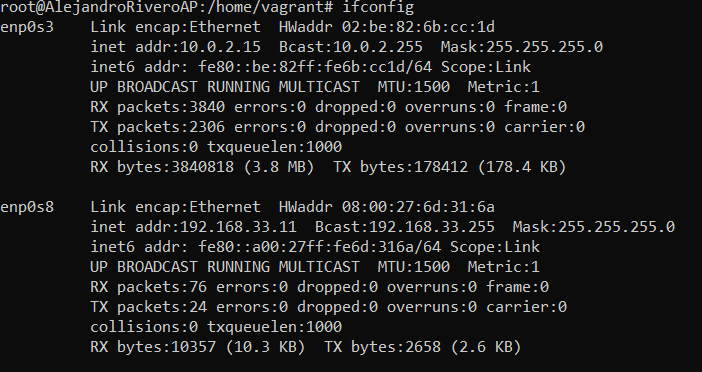 root@AlejandroRiveroAP:/home/vagrant# ifconfig
enp0s3    Link encap:Ethernet  HWaddr 02:be:82:6b:cc:1d
          inet addr:10.0.2.15  Bcast:10.0.2.255  Mask:255.255.255.0
          inet6 addr: fe80::be:82ff:fe6b:cc1d/64 Scope:Link
          UP BROADCAST RUNNING MULTICAST  MTU:1500  Metric:1
          RX packets:3840 errors:0 dropped:0 overruns:0 frame:0
          TX packets:2306 errors:0 dropped:0 overruns:0 carrier:0
          collisions:0 txqueuelen:1000
          RX bytes:3840818 (3.8 MB)  TX bytes:178412 (178.4 KB)

enp0s8    Link encap:Ethernet  HWaddr 08:00:27:6d:31:6a
          inet addr:192.168.33.11  Bcast:192.168.33.255  Mask:255.255.255.0
          inet6 addr: fe80::a00:27ff:fe6d:316a/64 Scope:Link
          UP BROADCAST RUNNING MULTICAST  MTU:1500  Metric:1
          RX packets:76 errors:0 dropped:0 overruns:0 frame:0
          TX packets:24 errors:0 dropped:0 overruns:0 carrier:0
          collisions:0 txqueuelen:1000
          RX bytes:10357 (10.3 KB)  TX bytes:2658 (2.6 KB)